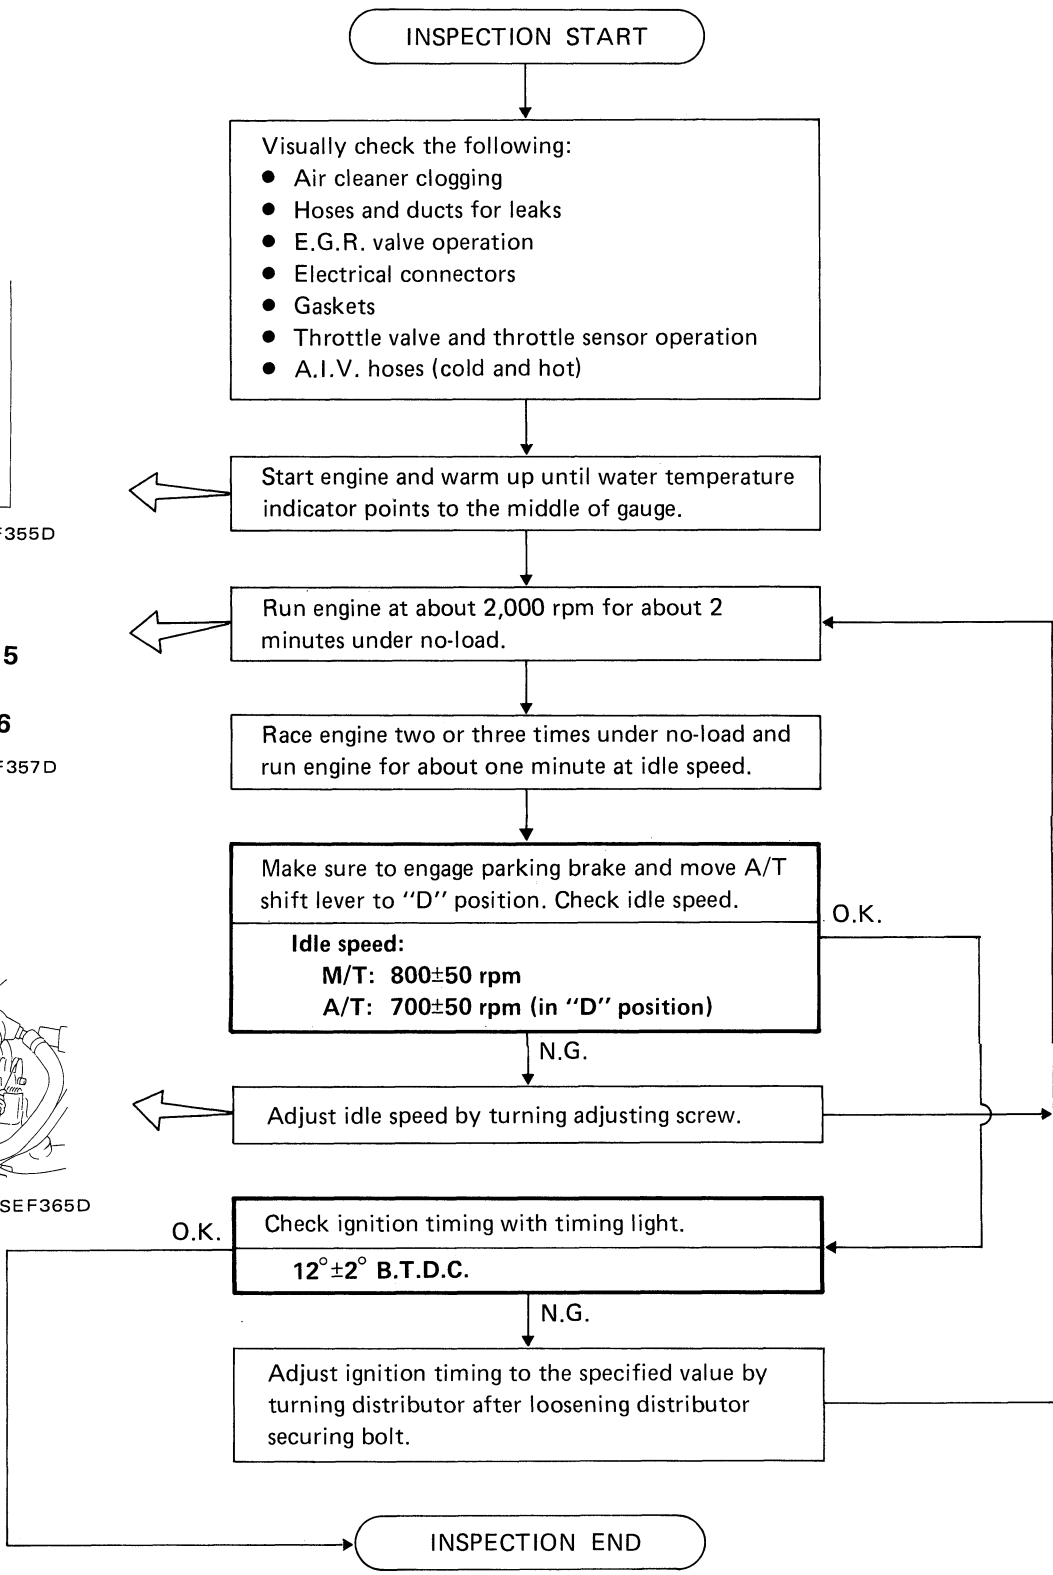 INSPECTION START
Visually check the following:
● Air cleaner clogging
● Hoses and ducts for leaks
● E.G.R. valve operation
● Electrical connectors
● Gaskets
● Throttle valve and throttle sensor operation
● A.I.V. hoses (cold and hot)
Start engine and warm up until water temperature
indicator points to the middle of gauge.
F355D
Run engine at about 2,000 rpm for about 2
minutes under no-load.
5
6
F357D
Race engine two or three times under no-load and
run engine for about one minute at idle speed.
Make sure to engage parking brake and move A/T
shift lever to “D” position. Check idle speed.
O.K.
Idle speed:
M/T: 800±50 rpm
A/T: 700±50 rpm (in “D” position)
N.G.
Adjust idle speed by turning adjusting screw.
SEF365D
O.K.
Check ignition timing with timing light.
12°±2° B.T.D.C.
N.G.
Adjust ignition timing to the specified value by
turning distributor after loosening distributor
securing bolt.
INSPECTION END